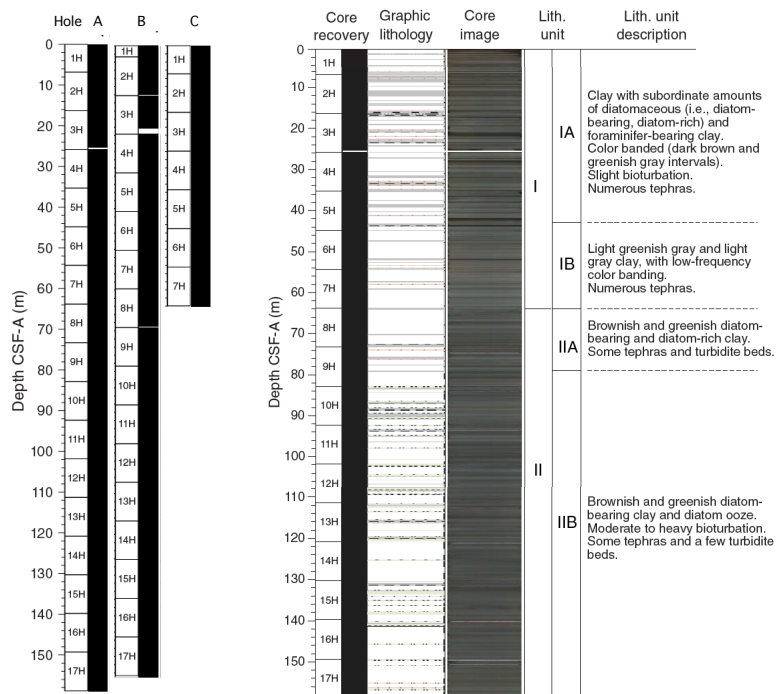 Hole A B C
Core recovery
Graphic lithology
Core image
Lith. unit
Lith. unit description
Depth CSF-A (m)
0
10
20
30
40
50
60
70
80
90
100
110
120
130
140
150
1H
2H
3H
4H
5H
6H
7H
8H
9H
10H
11H
12H
13H
14H
15H
16H
17H
1H
2H
3H
4H
5H
6H
7H
8H
9H
10H
11H
12H
13H
14H
15H
16H
17H
1H
2H
3H
4H
5H
6H
7H
Depth CSF-A (m)
0
10
20
30
40
50
60
70
80
90
100
110
120
130
140
150
1H
2H
3H
4H
5H
6H
7H
8H
9H
10H
11H
12H
13H
14H
15H
16H
17H
I
IA
Clay with subordinate amounts
of diatomaceous (i.e., diatom-
bearing, diatom-rich) and
foraminifer-bearing clay.
Color banded (dark brown and
greenish gray intervals).
Slight bioturbation.
Numerous tephras.
IB
Light greenish gray and light
gray clay, with low-frequency
color banding.
Numerous tephras.
II
IIA
Brownish and greenish diatom-
bearing and diatom-rich clay.
Some tephras and turbidite beds.
IIB
Brownish and greenish diatom-
bearing clay and diatom ooze.
Moderate to heavy bioturbation.
Some tephras and a few turbidite
beds.